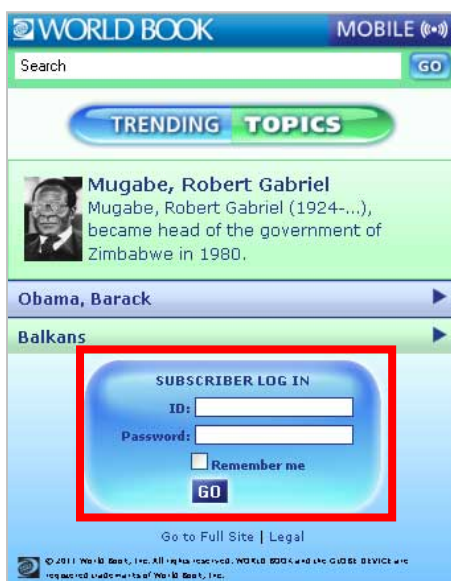 WORLD BOOK MOBILE
Search GO
TRENDING TOPICS
Mugabe, Robert Gabriel
Mugabe, Robert Gabriel (1924-...),
became head of the government of
Zimbabwe in 1980.
Obama, Barack
Balkans
SUBSCRIBER LOG IN
ID:
Password:
Remember me
GO
Go to Full Site | Legal
©2011 World Book, Inc. All rights reserved. WORLD BOOK and the GLOBE DEVICE are
registered trademarks of World Book, Inc.